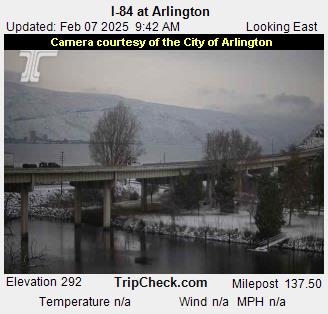 I-84 at Arlington
Updated: Feb 07 2025 9:42 AM Looking East
Camera courtesy of the City of Arlington
Elevation 292 TripCheck.com Milepost 137.50
Temperature n/a Wind n/a MPH n/a